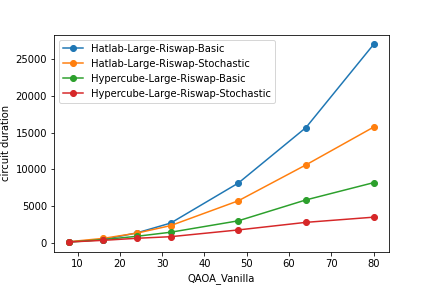 Hatlab-Large-Riswap-Basic
Hatlab-Large-Riswap-Stochastic
Hypercube-Large-Riswap-Basic
Hypercube-Large-Riswap-Stochastic
circuit duration
25000
20000
15000
10000
5000
0
10 20 30 40 50 60 70 80
QAOA_Vanilla